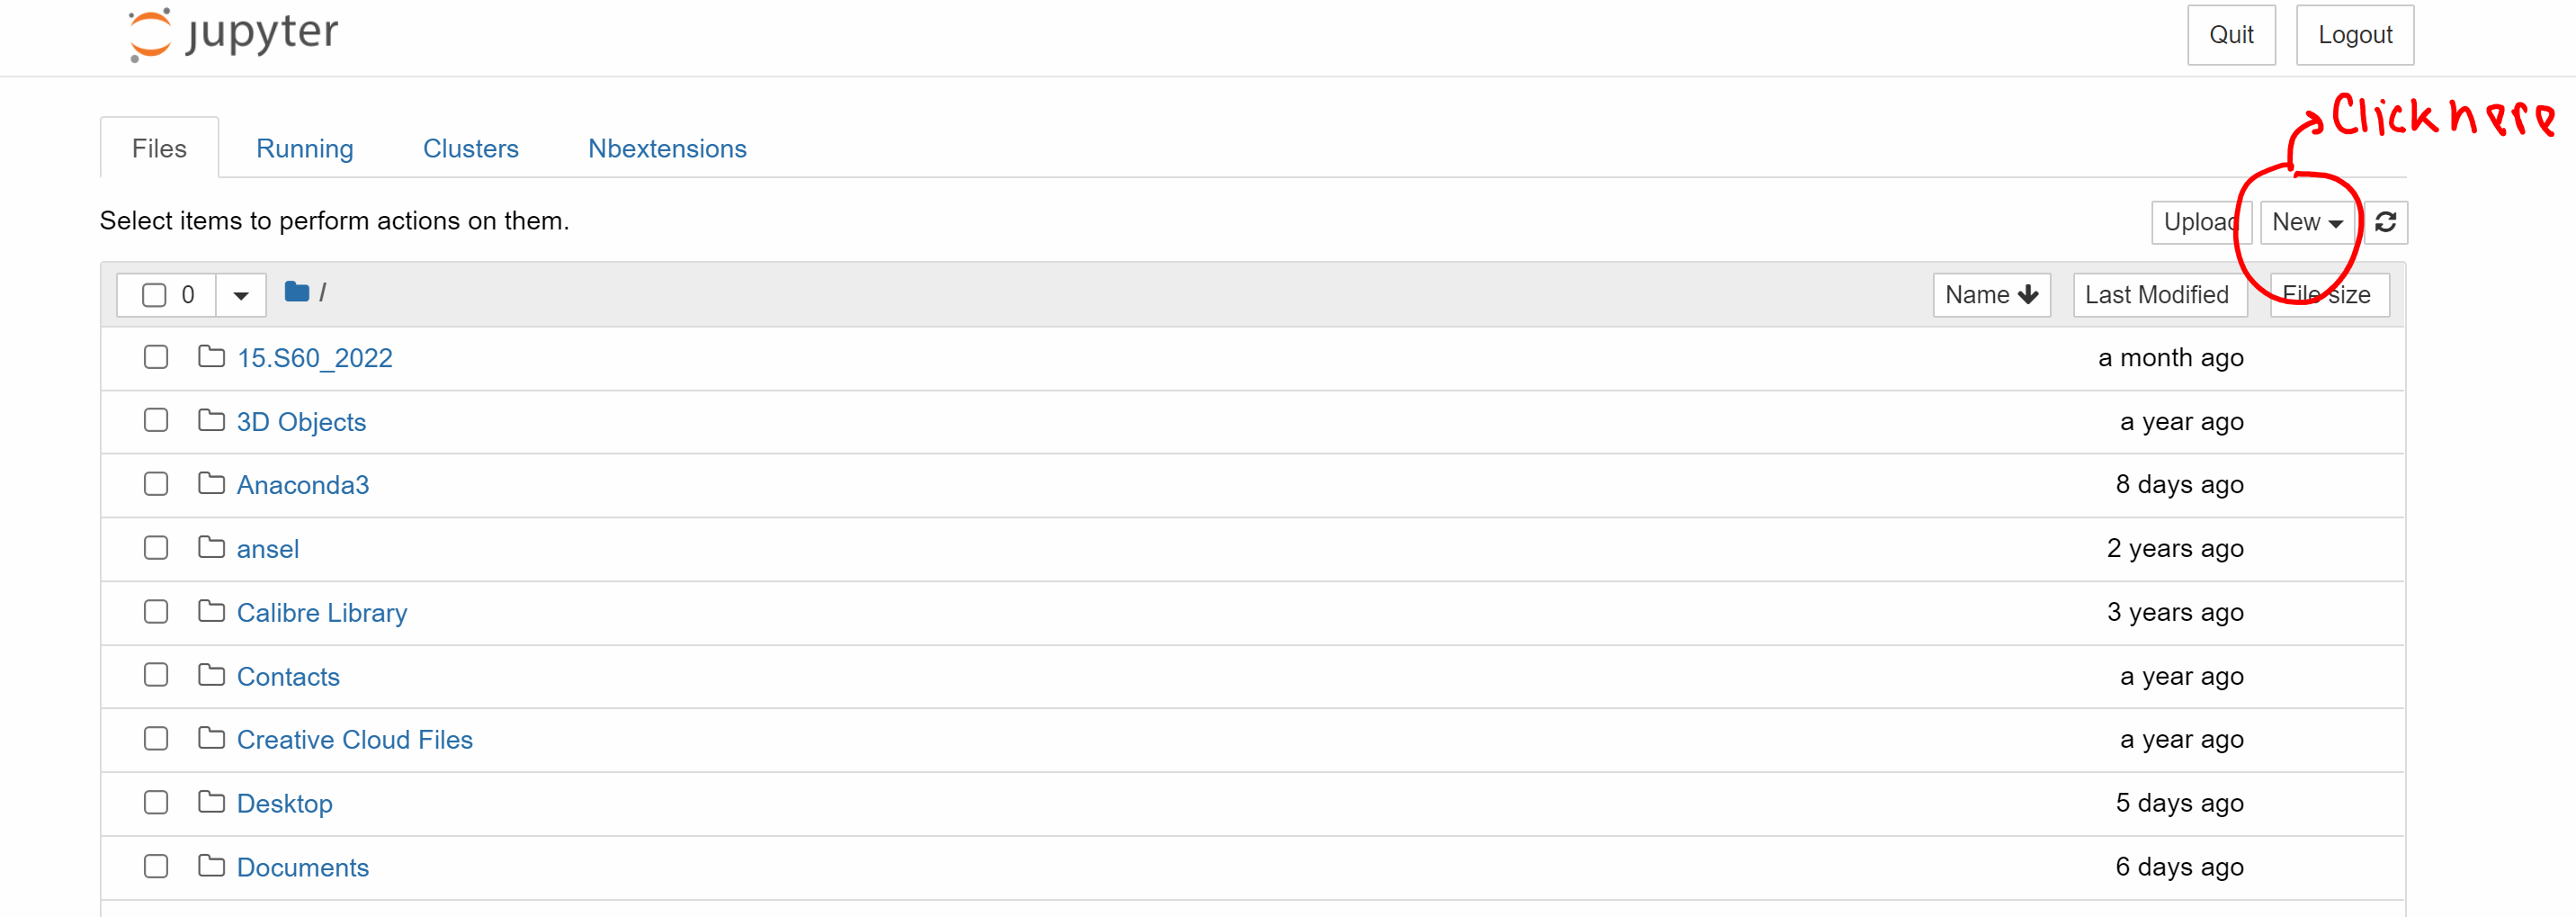 jupyter
Quit Logout
Click here
Files Running Clusters Nbextensions
Select items to perform actions on them.
Upload New
0 / Name Last Modified File size
15.S60_2022 a month ago
3D Objects a year ago
Anaconda3 8 days ago
ansel 2 years ago
Calibre Library 3 years ago
Contacts a year ago
Creative Cloud Files a year ago
Desktop 5 days ago
Documents 6 days ago